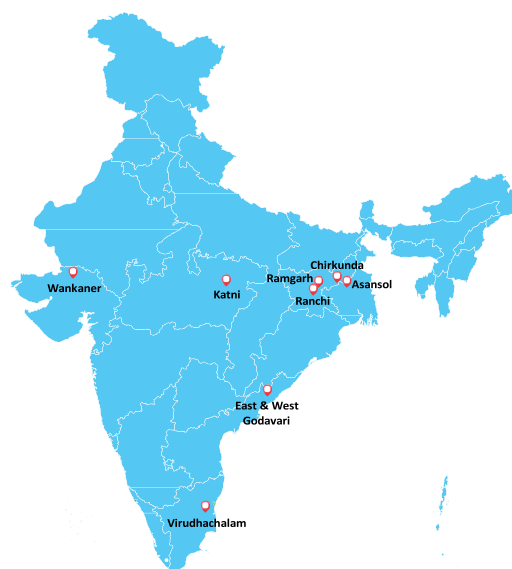 Chirkunda
Ramgarh
Asansol
Wankaner
Katni
Ranchi
East & West
Godavari
Virudhachalam